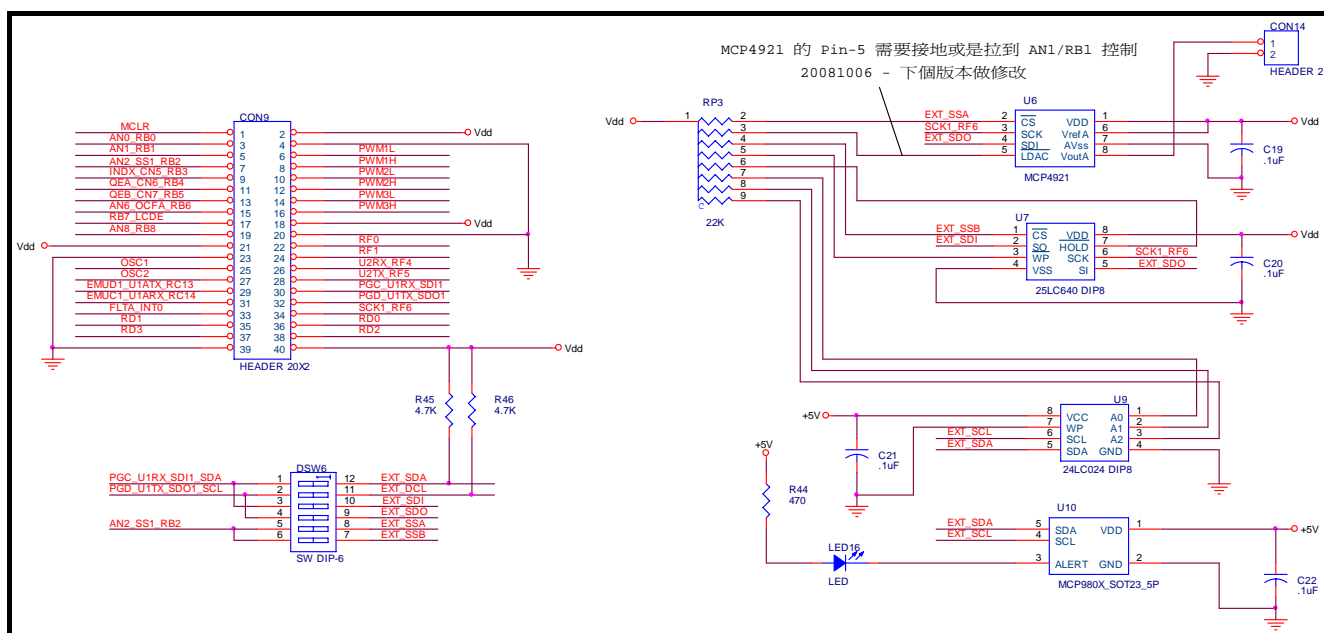 MCP4921 的 Pin-5 需要接地或是拉到 AN1/RB1 控制
20081006 - 下個版本做修改
CON14
1
2
HEADER 2
CON9
MCLR 1 2 Vdd
AN0_RB0 3 4
AN1_RB1 5 6 PWM1L
AN2_SS1_RB2 7 8 PWM1H
INDX_CN5_RB3 9 10 PWM2L
QEA_CN6_RB4 11 12 PWM2H
QEB_CN7_RB5 13 14 PWM3L
AN6_OCFA_RB6 15 16 PWM3H
RB7_LCDE 17 18 Vdd
AN8_RB8 19 20
Vdd 21 22 RF0
23 24 RF1
OSC1 25 26 U2RX_RF4
OSC2 27 28 U2TX_RF5
EMUD1_U1ATX_RC13 29 30 PGC_U1RX_SDI1
EMUC1_U1ARX_RC14 31 32 PGD_U1TX_SDO1
FLTA_INT0 33 34 SCK1_RF6
RD1 35 36 RD0
RD3 37 38 RD2
39 40 Vdd
HEADER 20X2
R45
4.7K
R46
4.7K
DSW6
PGC_U1RX_SDI1_SDA 1 12 EXT_SDA
PGD_U1TX_SDO1_SCL 2 11 EXT_DCL
3 10 EXT_SDI
4 9 EXT_SDO
AN2_SS1_RB2 5 8 EXT_SSA
6 7 EXT_SSB
SW DIP-6
RP3
Vdd 1 2
3
4
5
6
7
8
9
C
22K
U6
EXT_SSA 2 CS VDD 1 Vdd
SCK1_RF6 3 SCK VrefA 6
EXT_SDO 4 SDI AVss 7
5 LDAC VoutA 8
MCP4921
C19
.1uF
U7
EXT_SSB 1 CS VDD 8 Vdd
EXT_SDI 2 SO HOLD 7
3 WP SCK 6 SCK1_RF6
4 VSS SI 5 EXT_SDO
25LC640 DIP8
C20
.1uF
U9
+5V 8 VCC A0 1
7 WP A1 2
EXT_SCL 6 SCL A2 3
EXT_SDA 5 SDA GND 4
24LC024 DIP8
C21
.1uF
+5V
R44
470
LED16
LED
U10
EXT_SDA 5 SDA VDD 1 +5V
EXT_SCL 4 SCL
3 ALERT GND 2
MCP980X_SOT23_5P
C22
.1uF